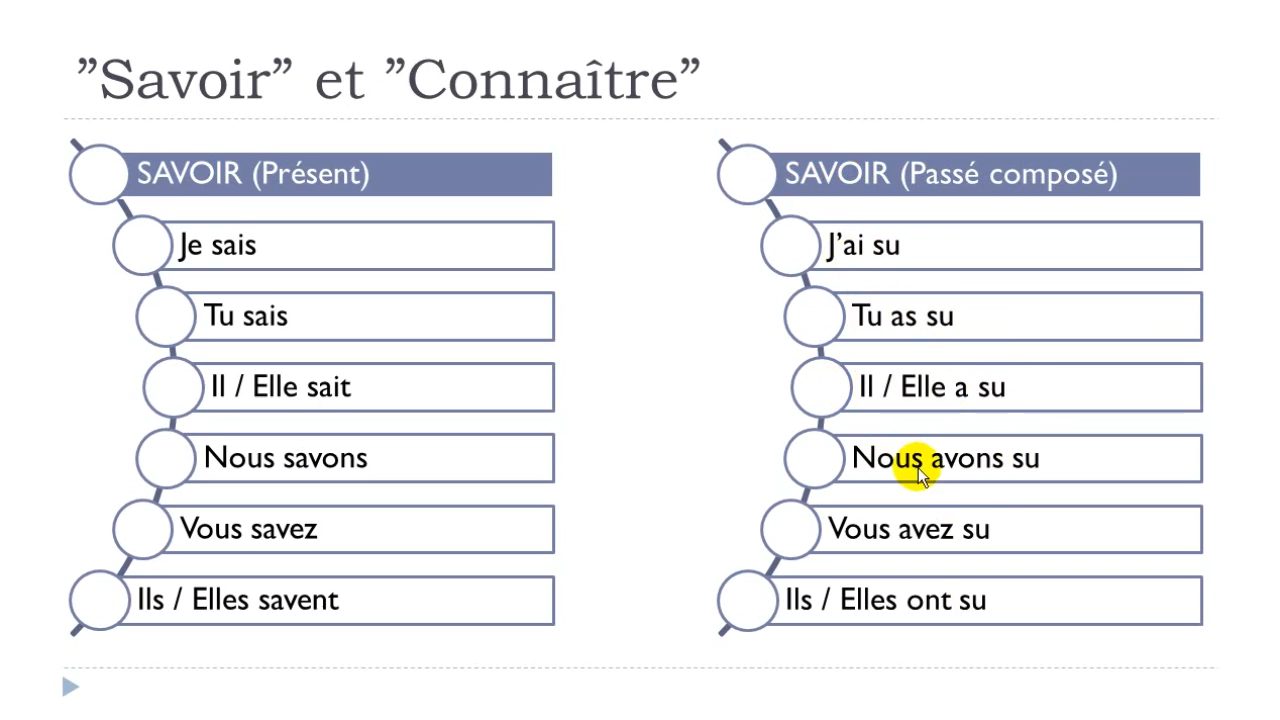 ”Savoir” et ”Connaître”
SAVOIR (Présent)
Je sais
Tu sais
Il / Elle sait
Nous savons
Vous savez
Ils / Elles savent
SAVOIR (Passé composé)
J’ai su
Tu as su
Il / Elle a su
Nous avons su
Vous avez su
Ils / Elles ont su